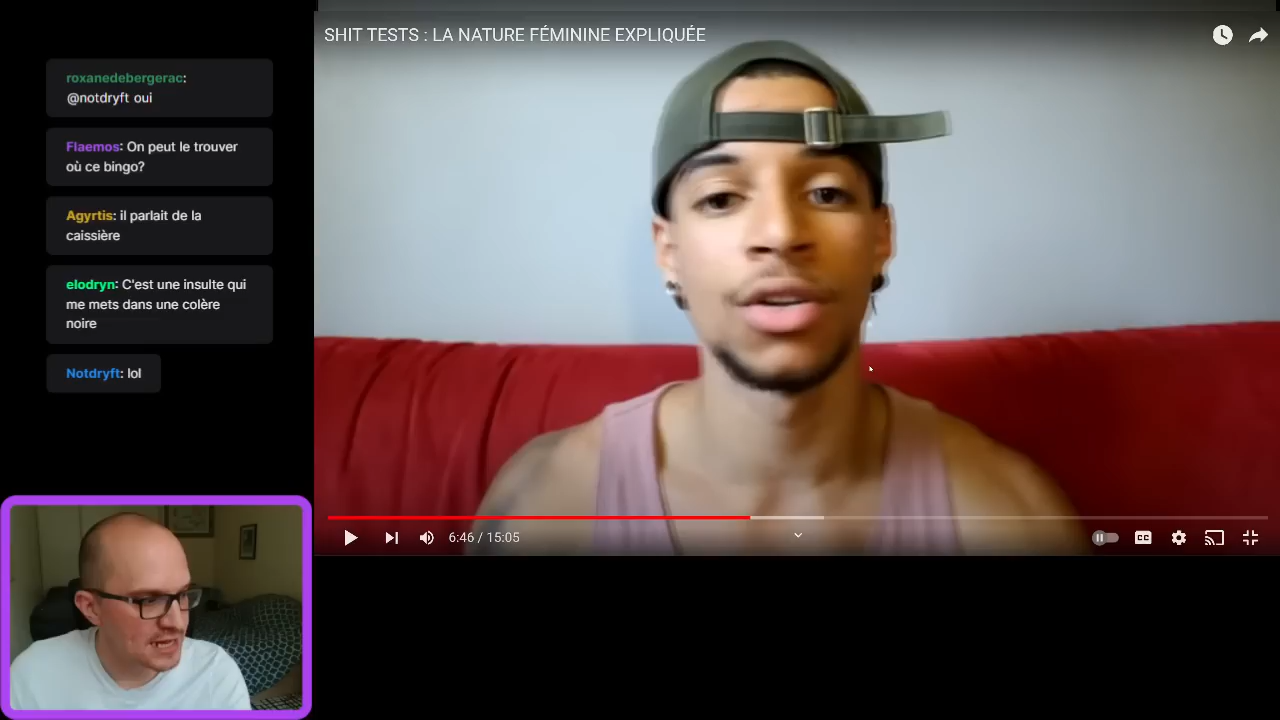 SHIT TESTS : LA NATURE FÉMININE EXPLIQUÉE
roxanedebergerac:
@notdryft oui
Flaemos: On peut le trouver
où ce bingo?
Agyrtis: il parlait de la
caissière
elodryn: C'est une insulte qui
me mets dans une colère
noire
Notdryft: lol
6:46 / 15:05
CC